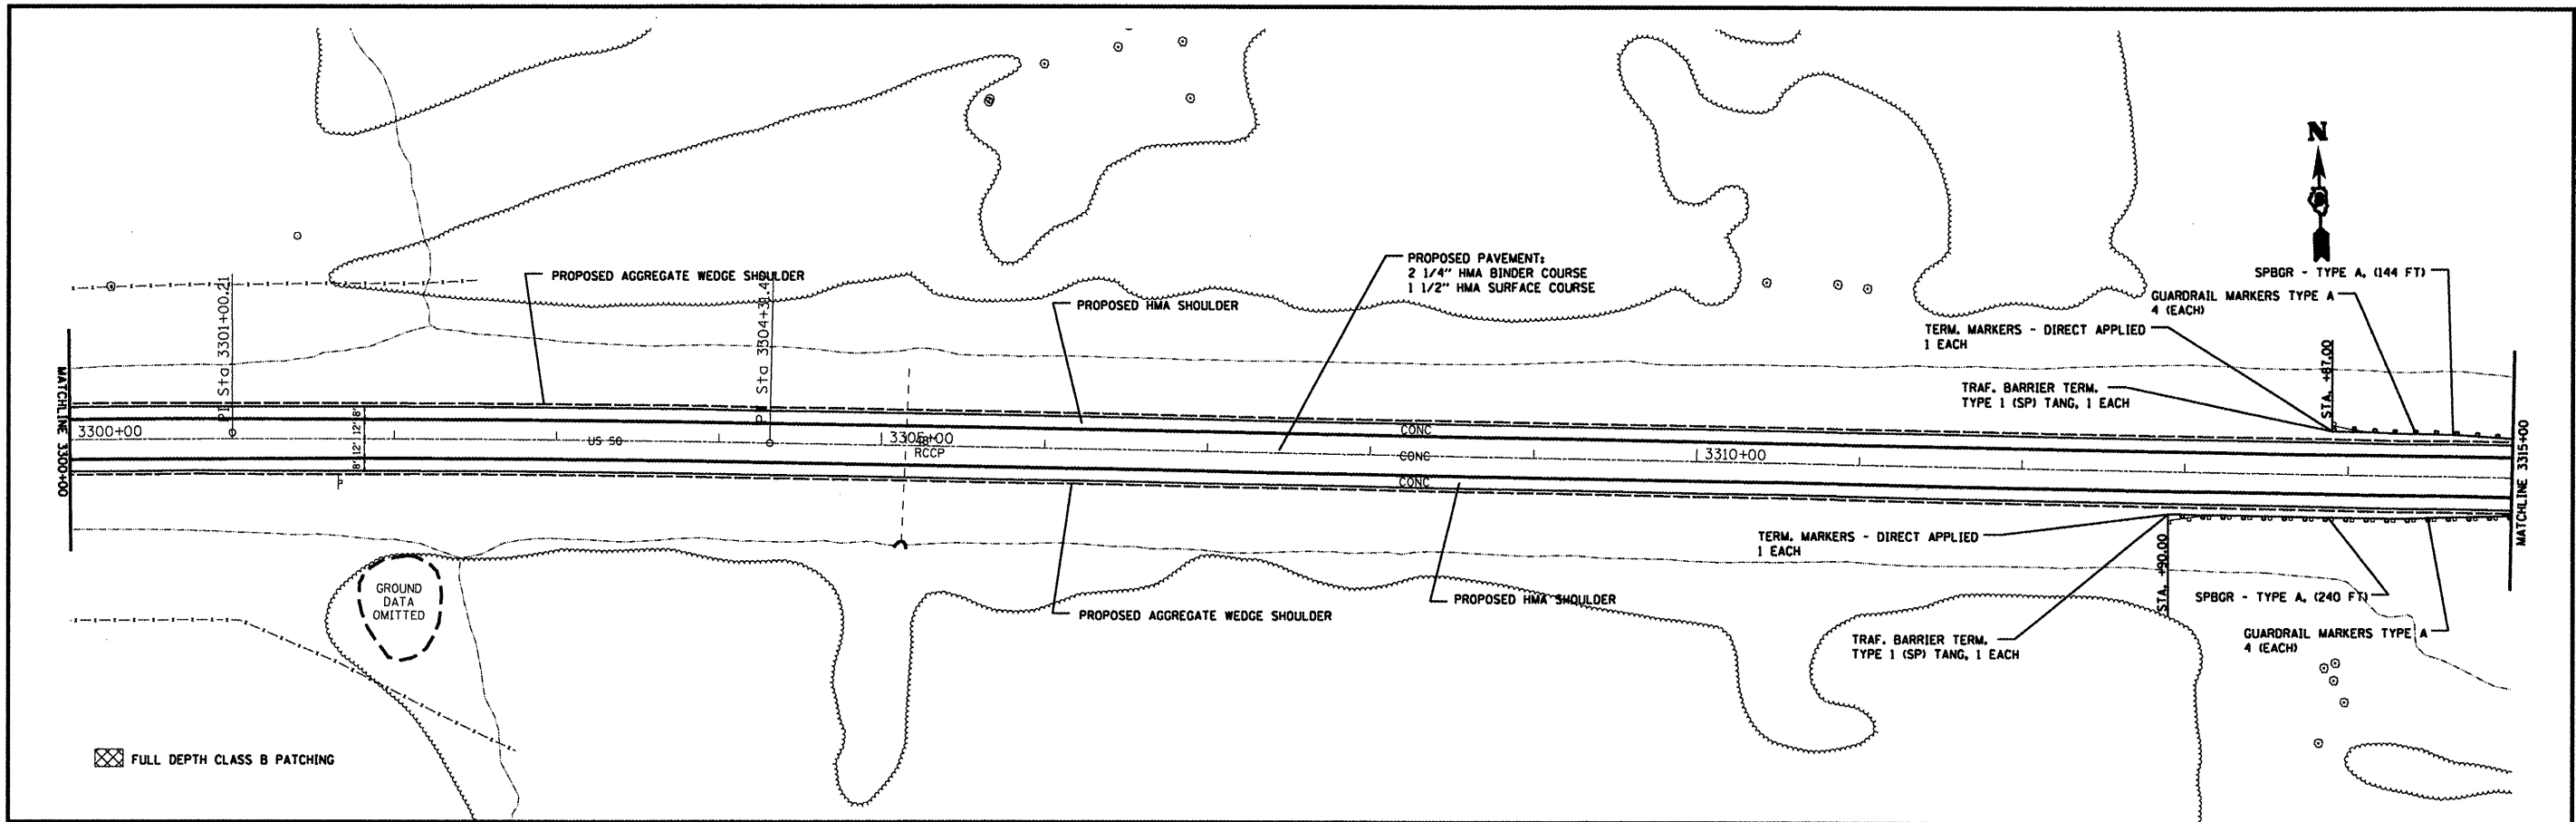 N
PROPOSED AGGREGATE WEDGE SHOULDER
PROPOSED PAVEMENT:
2 1/4" HMA BINDER COURSE
1 1/2" HMA SURFACE COURSE
PROPOSED HMA SHOULDER
SPBGR - TYPE A, (144 FT)
GUARDRAIL MARKERS TYPE A
4 (EACH)
TERM. MARKERS - DIRECT APPLIED
1 EACH
TRAF. BARRIER TERM.
TYPE 1 (SP) TANG, 1 EACH
STA. +87.00
PI Sta 3301+00.21
Sta 3304+31.4
MATCHLINE 3300+00
3300+00
8' 12' 12' 8'
US 50
3305+00
48"
RCCP
CONC
CONC
CONC
3310+00
MATCHLINE 3315+00
P
TERM. MARKERS - DIRECT APPLIED
1 EACH
STA. +90.00
GROUND
DATA
OMITTED
PROPOSED AGGREGATE WEDGE SHOULDER
PROPOSED HMA SHOULDER
SPBGR - TYPE A, (240 FT)
GUARDRAIL MARKERS TYPE A
4 (EACH)
TRAF. BARRIER TERM.
TYPE 1 (SP) TANG, 1 EACH
FULL DEPTH CLASS B PATCHING